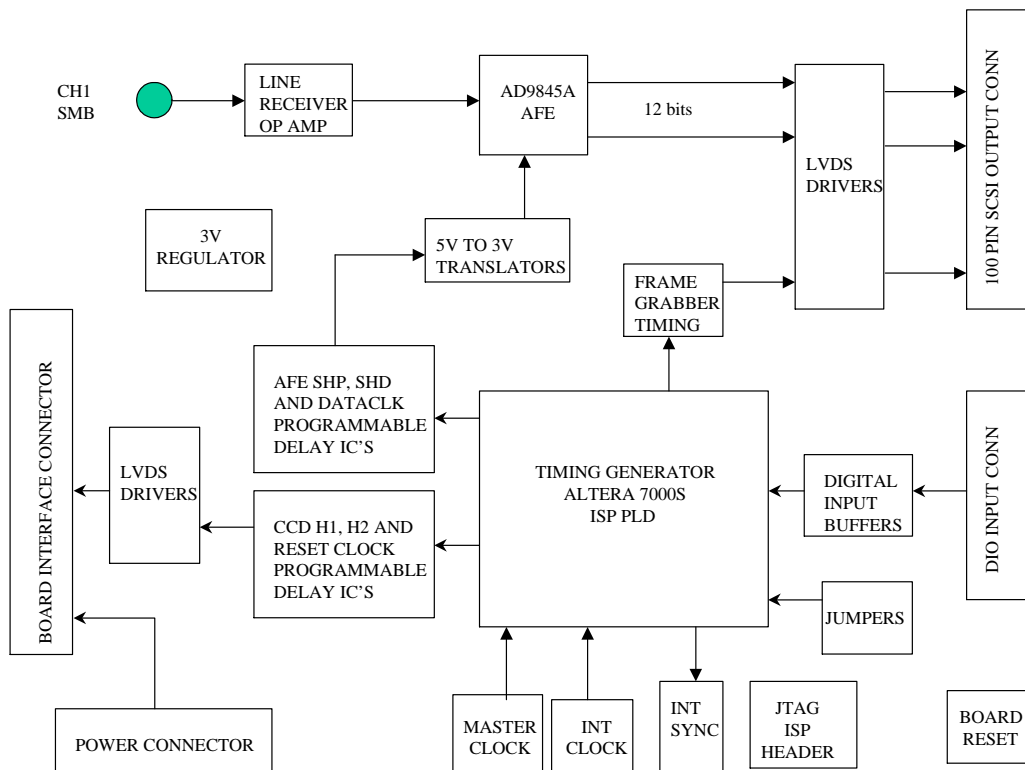 CH1
SMB
LINE
RECEIVER
OP AMP
AD9845A
AFE
12 bits
LVDS
DRIVERS
100 PIN SCSI OUTPUT CONN
3V
REGULATOR
5V TO 3V
TRANSLATORS
FRAME
GRABBER
TIMING
BOARD INTERFACE CONNECTOR
AFE SHP, SHD
AND DATACLK
PROGRAMMABLE
DELAY IC'S
LVDS
DRIVERS
CCD H1, H2 AND
RESET CLOCK
PROGRAMMABLE
DELAY IC'S
TIMING GENERATOR
ALTERA 7000S
ISP PLD
DIGITAL
INPUT
BUFFERS
DIO INPUT CONN
JUMPERS
POWER CONNECTOR
MASTER
CLOCK
INT
CLOCK
INT
SYNC
JTAG
ISP
HEADER
BOARD
RESET